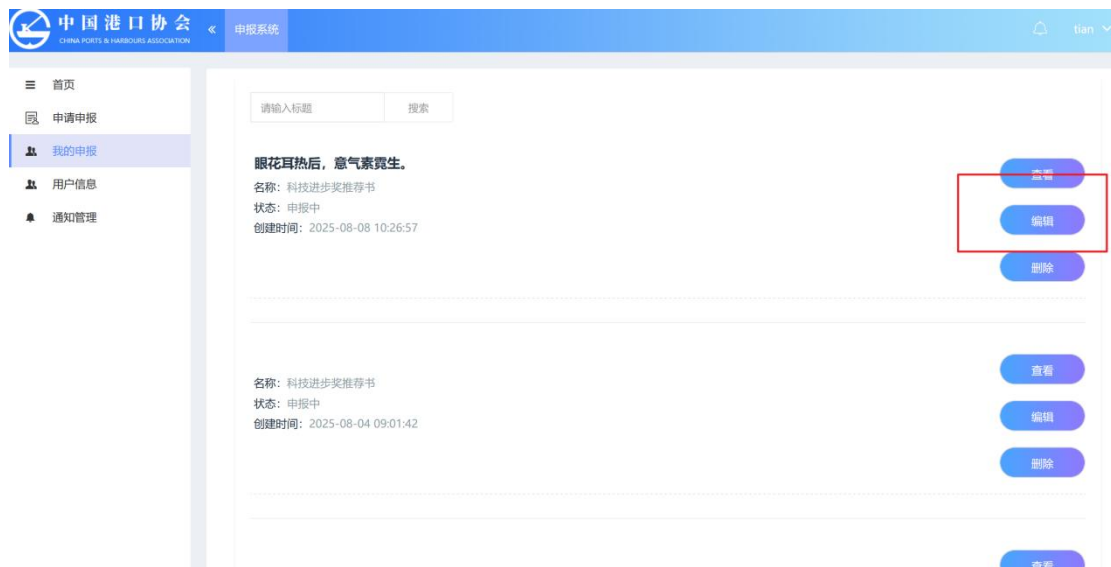 中国港口协会
CHINA PORTS & HARBOURS ASSOCIATION
« 申报系统
tian
首页
申请申报
我的申报
用户信息
通知管理
请输入标题 搜索
眼花耳热后，意气素霓生。
名称：科技进步奖推荐书
状态：申报中
创建时间：2025-08-08 10:26:57
查看
编辑
删除
名称：科技进步奖推荐书
状态：申报中
创建时间：2025-08-04 09:01:42
查看
编辑
删除
查看